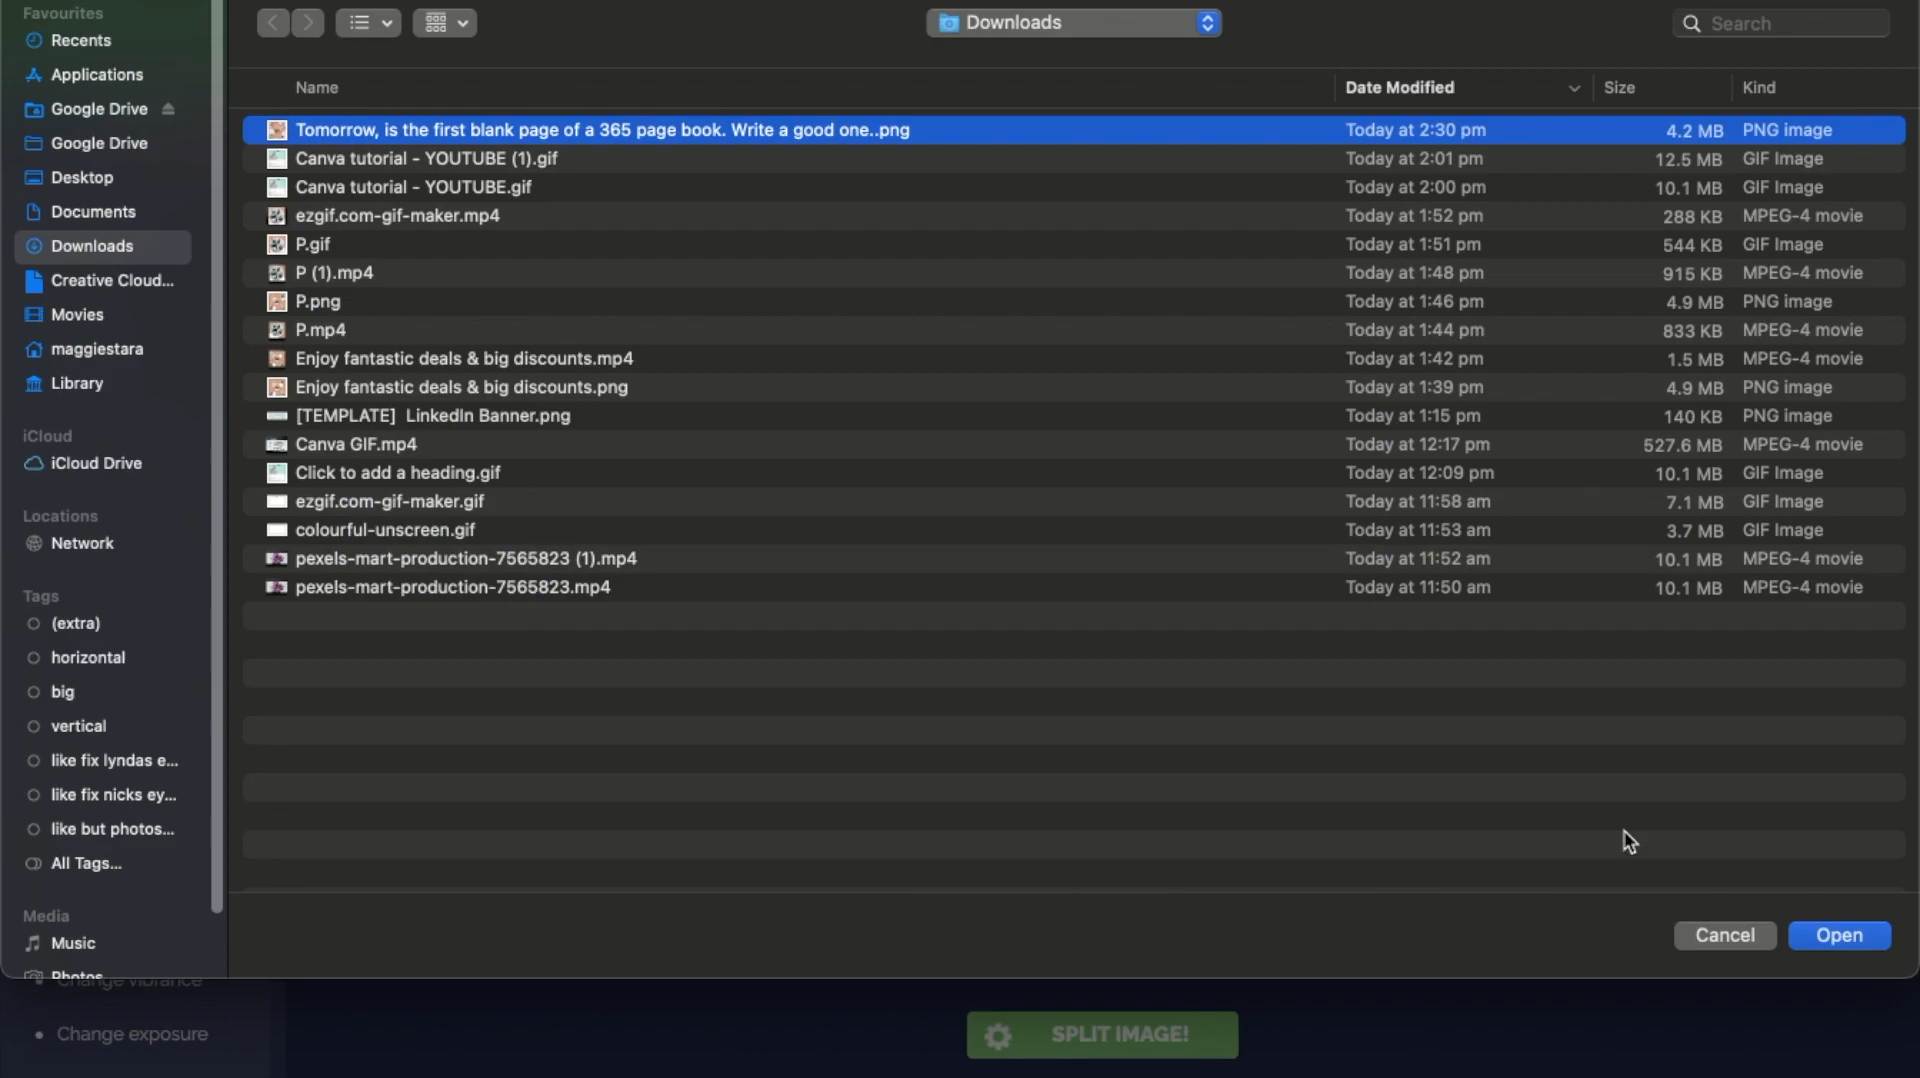 Favourites
Recents
Applications
Google Drive
Google Drive
Desktop
Documents
Downloads
Creative Cloud...
Movies
maggiestara
Library
iCloud
iCloud Drive
Locations
Network
Tags
(extra)
horizontal
big
vertical
like fix lyndas e...
like fix nicks ey...
like but photos...
All Tags...
Media
Music
Photos
Downloads
Search
Name Date Modified Size Kind
Tomorrow, is the first blank page of a 365 page book. Write a good one..png Today at 2:30 pm 4.2 MB PNG image
Canva tutorial - YOUTUBE (1).gif Today at 2:01 pm 12.5 MB GIF Image
Canva tutorial - YOUTUBE.gif Today at 2:00 pm 10.1 MB GIF Image
ezgif.com-gif-maker.mp4 Today at 1:52 pm 288 KB MPEG-4 movie
P.gif Today at 1:51 pm 544 KB GIF Image
P (1).mp4 Today at 1:48 pm 915 KB MPEG-4 movie
P.png Today at 1:46 pm 4.9 MB PNG image
P.mp4 Today at 1:44 pm 833 KB MPEG-4 movie
Enjoy fantastic deals & big discounts.mp4 Today at 1:42 pm 1.5 MB MPEG-4 movie
Enjoy fantastic deals & big discounts.png Today at 1:39 pm 4.9 MB PNG image
[TEMPLATE] LinkedIn Banner.png Today at 1:15 pm 140 KB PNG image
Canva GIF.mp4 Today at 12:17 pm 527.6 MB MPEG-4 movie
Click to add a heading.gif Today at 12:09 pm 10.1 MB GIF Image
ezgif.com-gif-maker.gif Today at 11:58 am 7.1 MB GIF Image
colourful-unscreen.gif Today at 11:53 am 3.7 MB GIF Image
pexels-mart-production-7565823 (1).mp4 Today at 11:52 am 10.1 MB MPEG-4 movie
pexels-mart-production-7565823.mp4 Today at 11:50 am 10.1 MB MPEG-4 movie
Cancel Open
Change vibrance
Change exposure
SPLIT IMAGE!